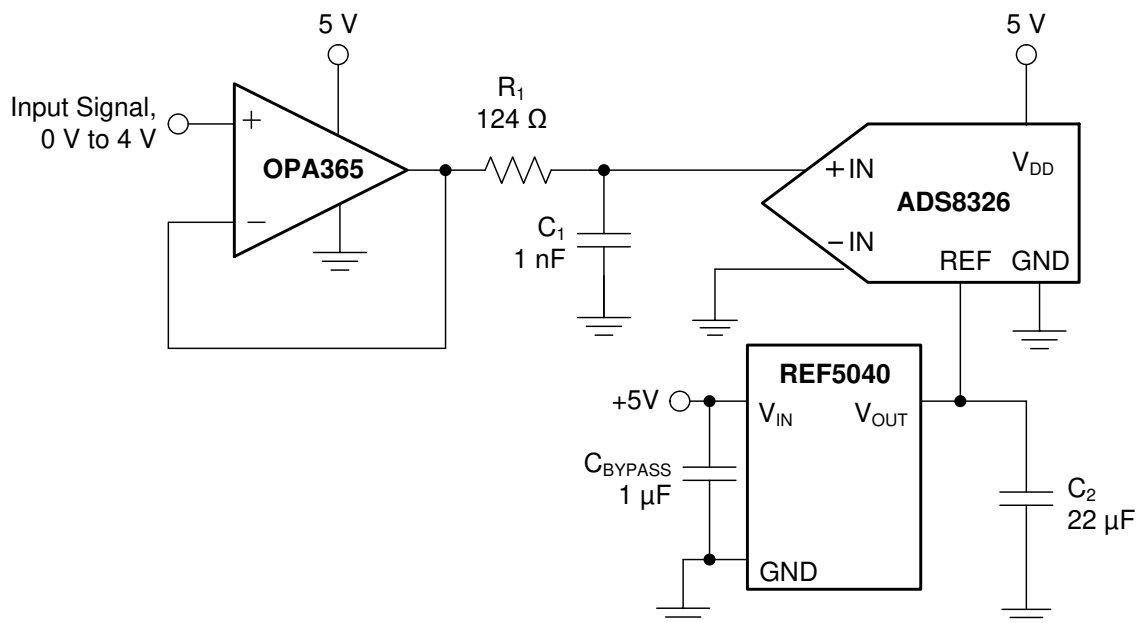 5 V
5 V
Input Signal,
0 V to 4 V
+
−
OPA365
R1
124 Ω
C1
1 nF
+IN
−IN
VDD
ADS8326
REF
GND
REF5040
+5V
VIN
VOUT
CBYPASS
1 µF
GND
C2
22 µF